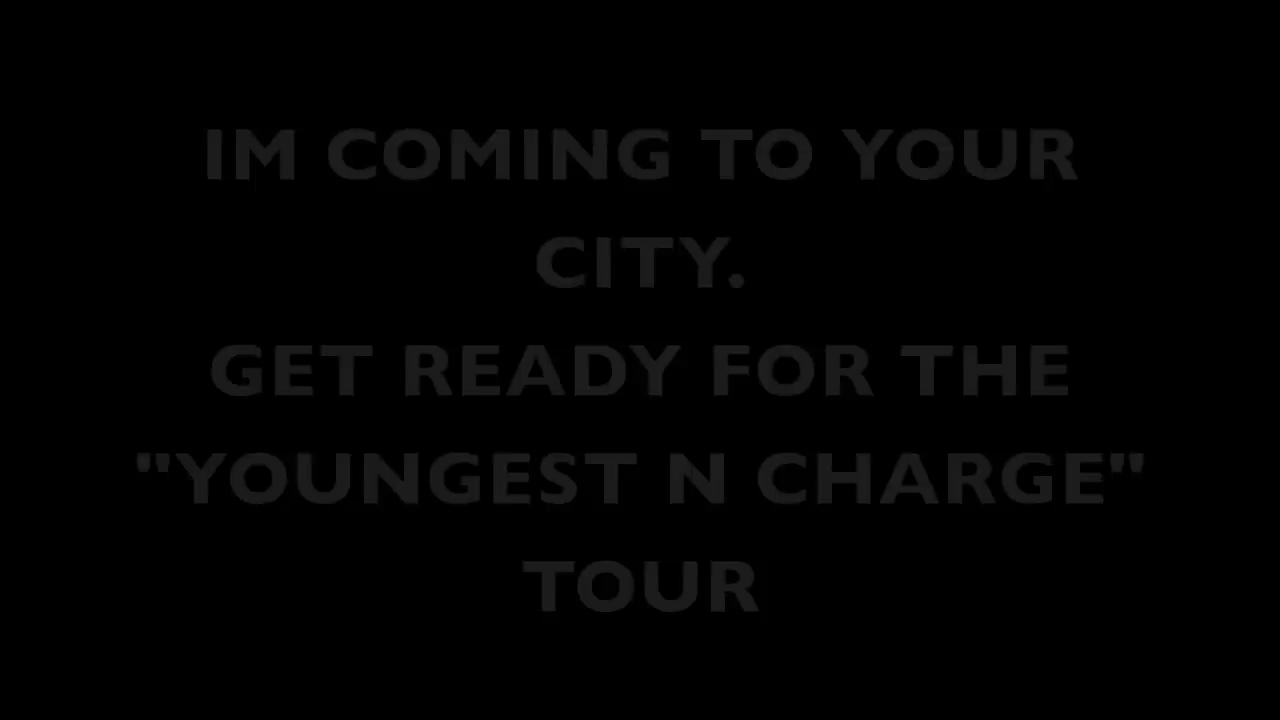 IM COMING TO YOUR
CITY.
GET READY FOR THE
"YOUNGEST N CHARGE"
TOUR